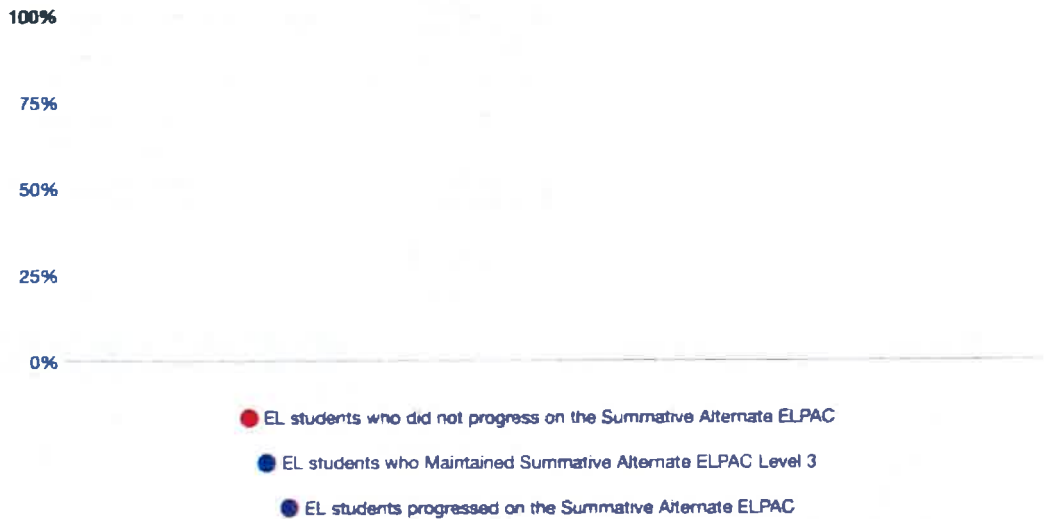 100%
75%
50%
25%
0%
EL students who did not progress on the Summative Alternate ELPAC
EL students who Maintained Summative Alternate ELPAC Level 3
EL students progressed on the Summative Alternate ELPAC